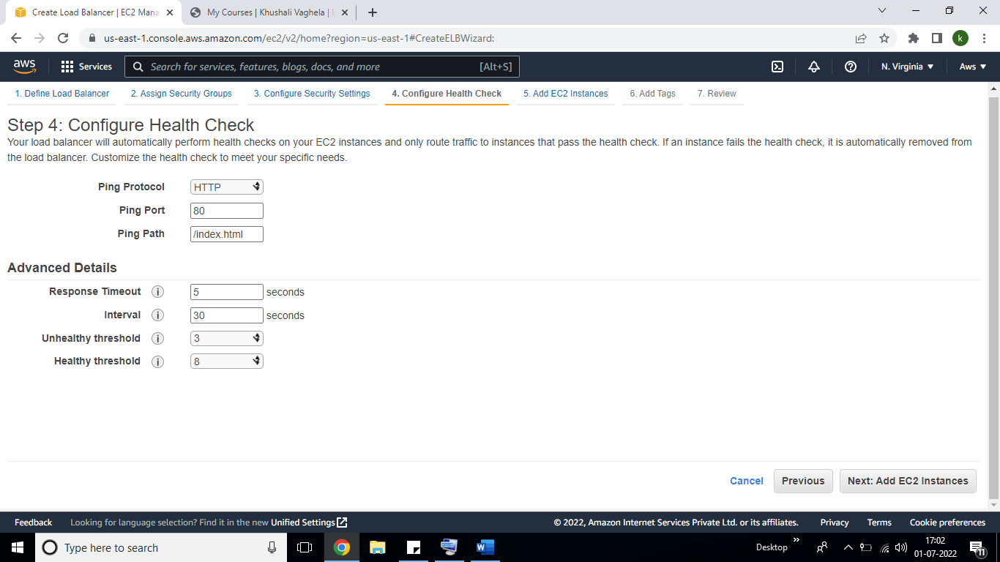 Create Load Balancer | EC2 Mana
My Courses | Khushali Vaghela |
us-east-1.console.aws.amazon.com/ec2/v2/home?region=us-east-1#CreateELBWizard:
k
aws
Services
Search for services, features, blogs, docs, and more
[Alt+S]
N. Virginia
Aws
1. Define Load Balancer
2. Assign Security Groups
3. Configure Security Settings
4. Configure Health Check
5. Add EC2 Instances
6. Add Tags
7. Review
Step 4: Configure Health Check
Your load balancer will automatically perform health checks on your EC2 instances and only route traffic to instances that pass the health check. If an instance fails the health check, it is automatically removed from
the load balancer. Customize the health check to meet your specific needs.
Ping Protocol HTTP
Ping Port 80
Ping Path /index.html
Advanced Details
Response Timeout i 5 seconds
Interval i 30 seconds
Unhealthy threshold i 3
Healthy threshold i 8
Cancel
Previous
Next: Add EC2 Instances
Feedback
Looking for language selection? Find it in the new Unified Settings
© 2022, Amazon Internet Services Private Ltd. or its affiliates.
Privacy
Terms
Cookie preferences
Type here to search
Desktop
17:02
01-07-2022
11